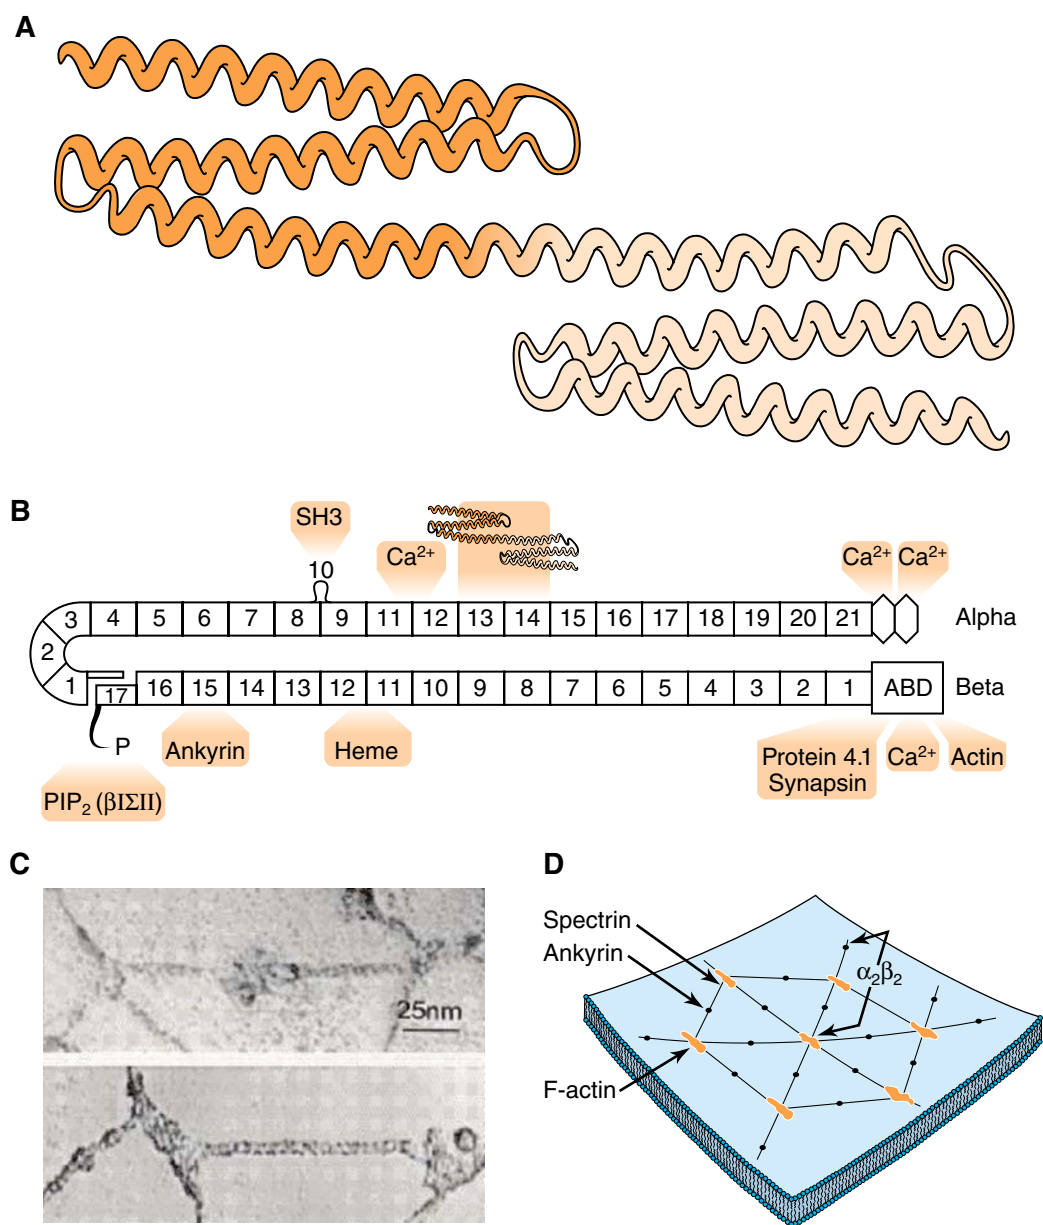 A
B
SH3
Ca2+
Ca2+ Ca2+
10
3 4 5 6 7 8 9 11 12 13 14 15 16 17 18 19 20 21 Alpha
2
1 17 16 15 14 13 12 11 10 9 8 7 6 5 4 3 2 1 ABD Beta
P
Ankyrin
Heme
Protein 4.1
Synapsin
Ca2+
Actin
PIP2 (βIΣII)
C
25nm
D
Spectrin
Ankyrin
α2β2
F-actin